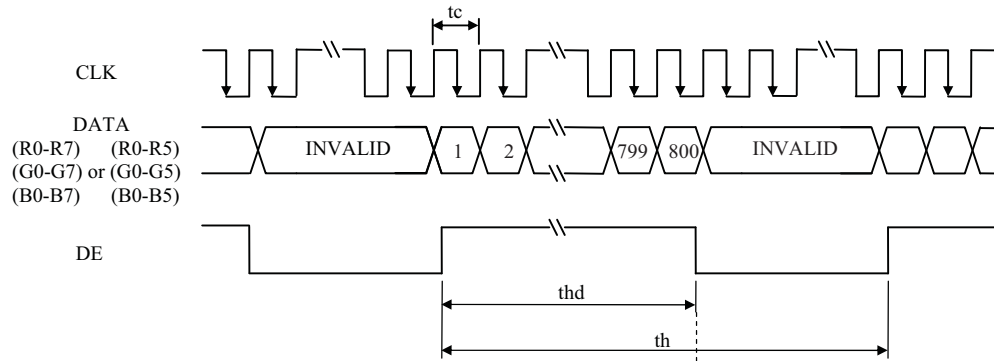 tc
CLK
DATA
(R0-R7) (R0-R5)
(G0-G7) or (G0-G5)
(B0-B7) (B0-B5)
INVALID 1 2 799 800 INVALID
DE
thd
th